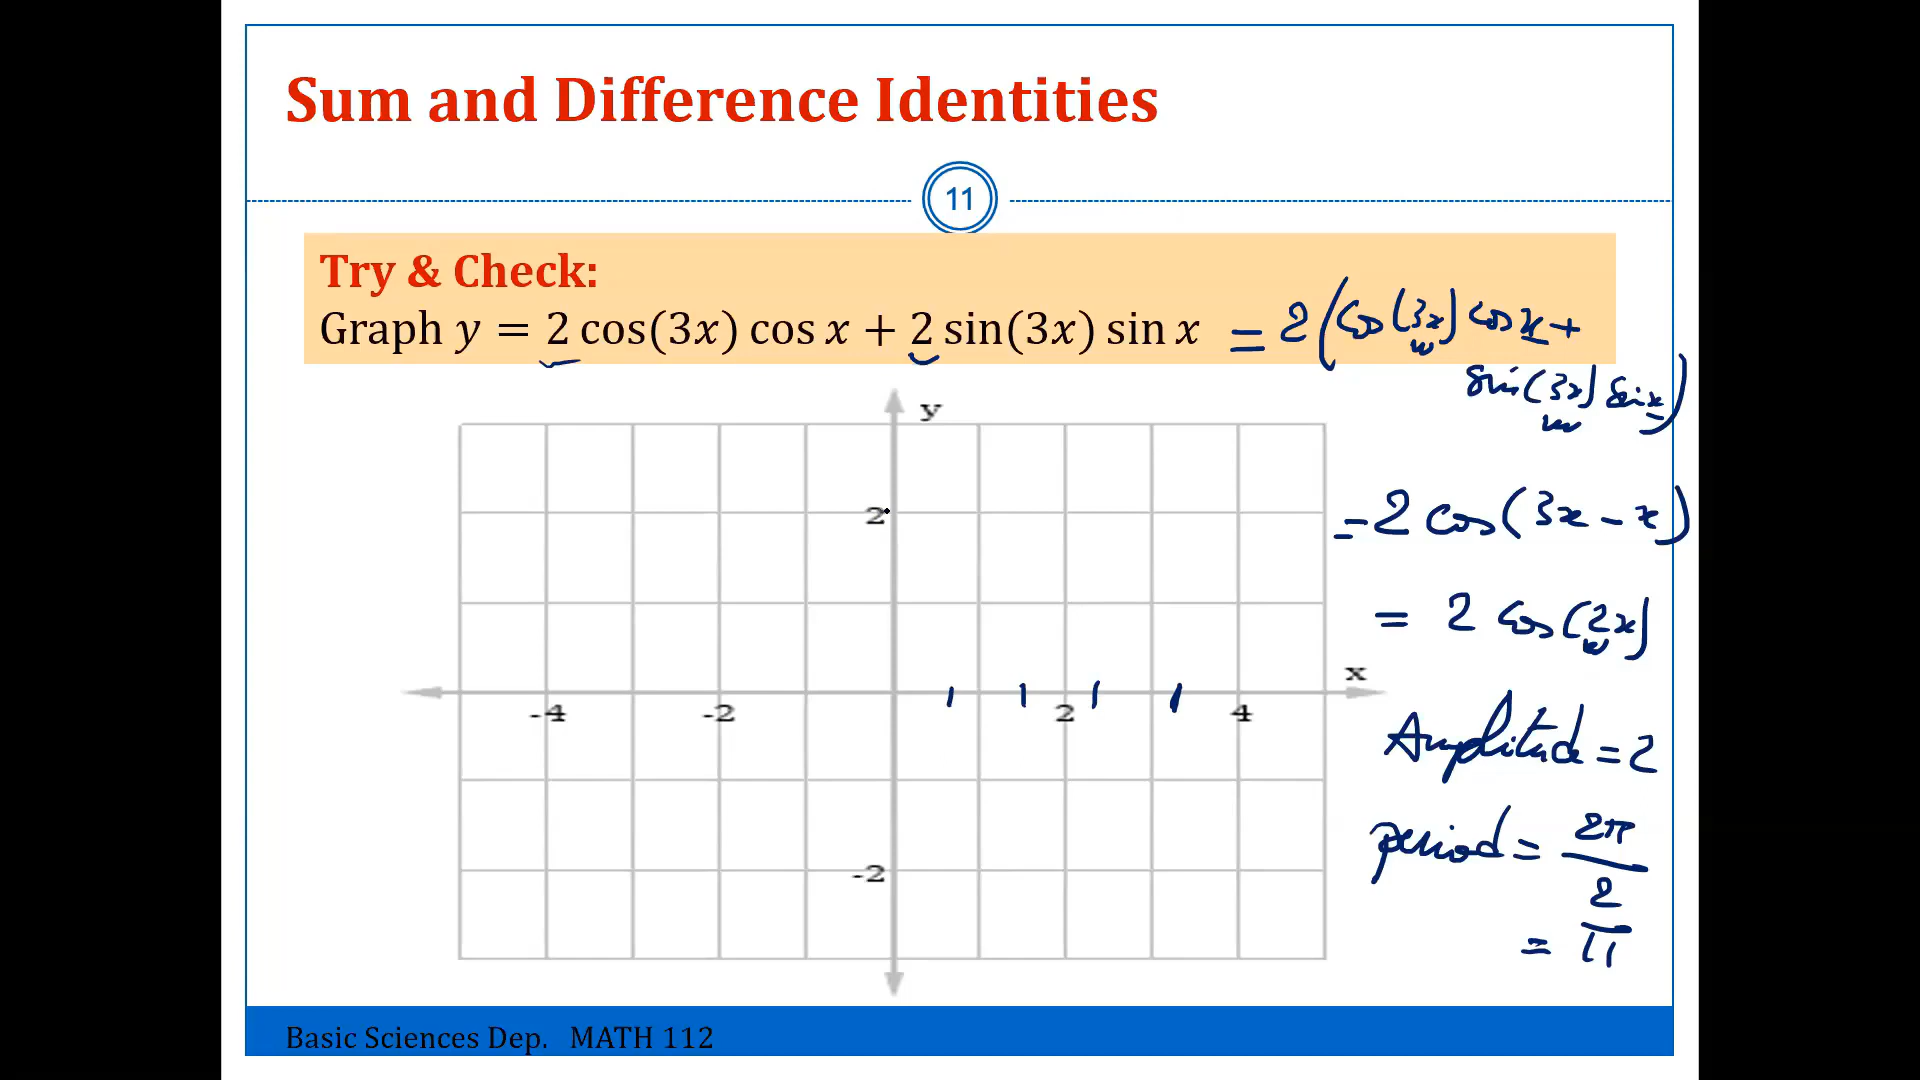 Sum and Difference Identities
11
Try & Check:
Graph y = 2 cos(3x) cos x + 2 sin(3x) sin x = 2(cos(3x) cos x +
sin(3x) sin x)
y
2
= 2 cos(3x - x)
= 2 cos(2x)
x
-4 -2 2 4
Amplitud = 2
period = 2π
2
-2
= π
Basic Sciences Dep. MATH 112